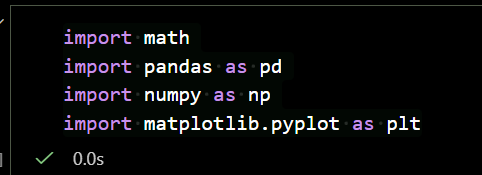 import math
import pandas as pd
import numpy as np
import matplotlib.pyplot as plt
0.0s